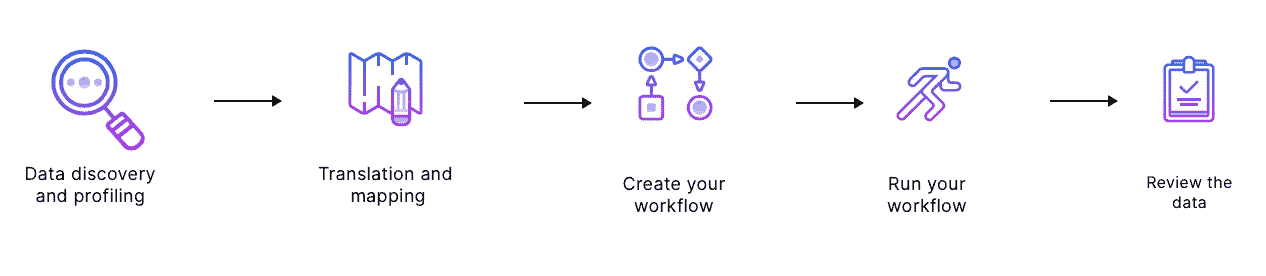 Data discovery
and profiling
Translation and
mapping
Create your
workflow
Run your
workflow
Review the
data